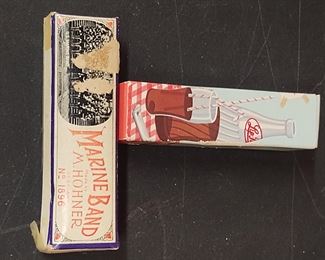 MARINE BAND
M. HOHNER
No 1896